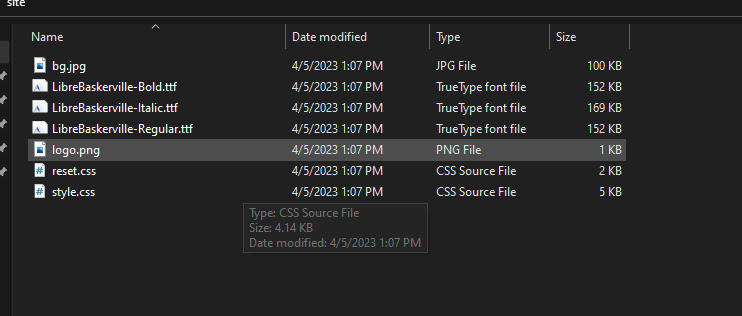 site
Name Date modified Type Size
bg.jpg 4/5/2023 1:07 PM JPG File 100 KB
LibreBaskerville-Bold.ttf 4/5/2023 1:07 PM TrueType font file 152 KB
LibreBaskerville-Italic.ttf 4/5/2023 1:07 PM TrueType font file 169 KB
LibreBaskerville-Regular.ttf 4/5/2023 1:07 PM TrueType font file 152 KB
logo.png 4/5/2023 1:07 PM PNG File 1 KB
reset.css 4/5/2023 1:07 PM CSS Source File 2 KB
style.css 4/5/2023 1:07 PM CSS Source File 5 KB
Type: CSS Source File
Size: 4.14 KB
Date modified: 4/5/2023 1:07 PM